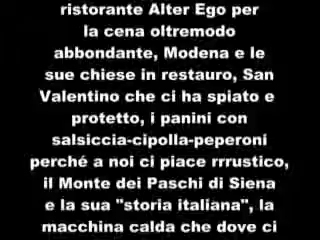 ristorante Alter Ego per
la cena oltremodo
abbondante, Modena e le
sue chiese in restauro, San
Valentino che ci ha spiato e
protetto, i panini con
salsiccia-cipolla-peperoni
perché a noi ci piace rrrustico,
il Monte dei Paschi di Siena
e la sua "storia italiana", la
macchina calda che dove ci